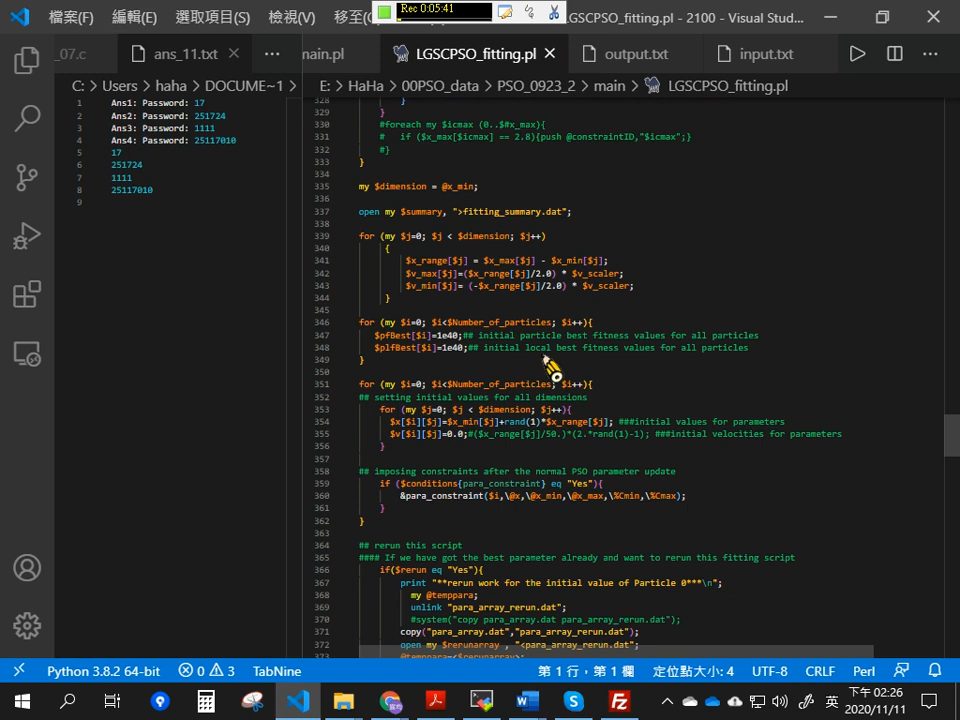 檔案(F) 編輯(E) 選取項目(S) 檢視(V) 移至(
Rec 0:05:41
LGSCPSO_fitting.pl - 2100 - Visual Stud...
_07.c
ans_11.txt
main.pl
LGSCPSO_fitting.pl
output.txt
input.txt
C: > Users > haha > DOCUME~1 >
E: > HaHa > 00PSO_data > PSO_0923_2 > main > LGSCPSO_fitting.pl
1 Ans1: Password: 17
2 Ans2: Password: 251724
3 Ans3: Password: 1111
4 Ans4: Password: 25117010
5 17
6 251724
7 1111
8 25117010
9
328 }
329 }
330 #foreach my $icmax (0..$#x_max){
331 # if ($x_max[$icmax] == 2.8){push @constraintID,"$icmax";}
332 #}
333 }
334
335 my $dimension = @x_min;
336
337 open my $summary, ">fitting_summary.dat";
338
339 for (my $j=0; $j < $dimension; $j++)
340 {
341 $x_range[$j] = $x_max[$j] - $x_min[$j];
342 $v_max[$j]=($x_range[$j]/2.0) * $v_scaler;
343 $v_min[$j]= (-$x_range[$j]/2.0) * $v_scaler;
344 }
345
346 for (my $i=0; $i<$Number_of_particles; $i++){
347 $pfBest[$i]=1e40;## initial particle best fitness values for all particles
348 $plfBest[$i]=1e40;## initial local best fitness values for all particles
349 }
350
351 for (my $i=0; $i<$Number_of_particles; $i++){
352 ## setting initial values for all dimensions
353 for (my $j=0; $j < $dimension; $j++){
354 $x[$i][$j]=$x_min[$j]+rand(1)*$x_range[$j]; ###initial values for parameters
355 $v[$i][$j]=0.0;#($x_range[$j]/50.)*(2.*rand(1)-1); ###initial velocities for parameters
356 }
357
358 ## imposing constraints after the normal PSO parameter update
359 if ($conditions{para_constraint} eq "Yes"){
360 &para_constraint($i,\@x,\@x_min,\@x_max,\%Cmin,\%Cmax);
361 }
362 }
363
364 ## rerun this script
365 #### If we have got the best parameter already and want to rerun this fitting script
366 if($rerun eq "Yes"){
367 print "**rerun work for the initial value of Particle 0***\n";
368 my @temppara;
369 unlink "para_array_rerun.dat";
370 #system("copy para_array.dat para_array_rerun.dat");
371 copy("para_array.dat","para_array_rerun.dat");
372 open my $rerunarray , "<para_array_rerun.dat";
373 @temppara=<$rerunarray>;
Python 3.8.2 64-bit 0 3 TabNine 第 1 行，第 1 欄 定位點大小: 4 UTF-8 CRLF Perl
英 下午 02:26
2020/11/11